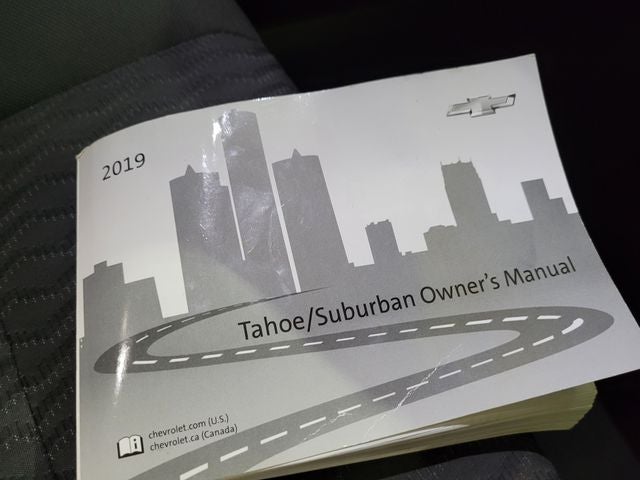 2019
Tahoe/Suburban Owner's Manual
chevrolet.com (U.S.)
chevrolet.ca (Canada)